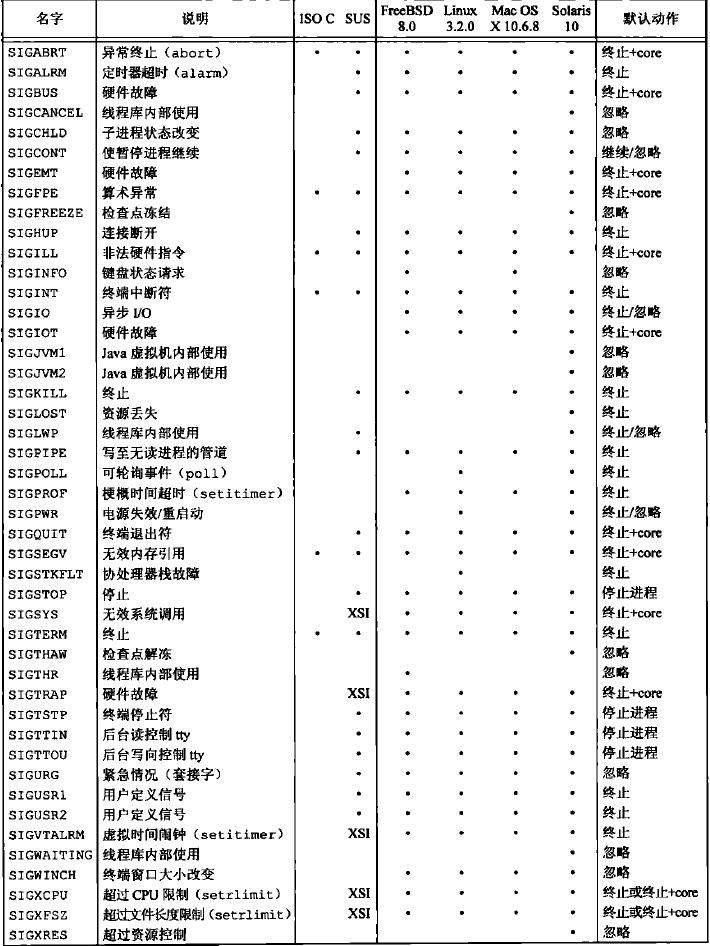 名字 说明 ISO C SUS FreeBSD 8.0 Linux 3.2.0 Mac OS X 10.6.8 Solaris 10 默认动作
SIGABRT 异常终止（abort） • • • • • • 终止+core
SIGALRM 定时器超时（alarm） • • • • • 终止
SIGBUS 硬件故障 • • • • • 终止+core
SIGCANCEL 线程库内部使用 • 忽略
SIGCHLD 子进程状态改变 • • • • • 忽略
SIGCONT 使暂停进程继续 • • • • • 继续/忽略
SIGEMT 硬件故障 • • • • 终止+core
SIGFPE 算术异常 • • • • • • 终止+core
SIGFREEZE 检查点冻结 • 忽略
SIGHUP 连接断开 • • • • • 终止
SIGILL 非法硬件指令 • • • • • • 终止+core
SIGINFO 键盘状态请求 • • 忽略
SIGINT 终端中断符 • • • • • • 终止
SIGIO 异步 I/O • • • • 终止/忽略
SIGIOT 硬件故障 • • • • 终止+core
SIGJVM1 Java 虚拟机内部使用 • 忽略
SIGJVM2 Java 虚拟机内部使用 • 忽略
SIGKILL 终止 • • • • • 终止
SIGLOST 资源丢失 • 终止
SIGLWP 线程库内部使用 • • 终止/忽略
SIGPIPE 写至无读进程的管道 • • • • • 终止
SIGPOLL 可轮询事件（poll） • • 终止
SIGPROF 梗概时间超时（setitimer） • • • • 终止
SIGPWR 电源失效/重启动 • • 终止/忽略
SIGQUIT 终端退出符 • • • • • 终止+core
SIGSEGV 无效内存引用 • • • • • • 终止+core
SIGSTKFLT 协处理器栈故障 • 终止
SIGSTOP 停止 • • • • • 停止进程
SIGSYS 无效系统调用 XSI • • • • 终止+core
SIGTERM 终止 • • • • • • 终止
SIGTHAW 检查点解冻 • 忽略
SIGTHR 线程库内部使用 • 忽略
SIGTRAP 硬件故障 XSI • • • • 终止+core
SIGTSTP 终端停止符 • • • • • 停止进程
SIGTTIN 后台读控制 tty • • • • • 停止进程
SIGTTOU 后台写向控制 tty • • • • • 停止进程
SIGURG 紧急情况（套接字） • • • • • 忽略
SIGUSR1 用户定义信号 • • • • • 终止
SIGUSR2 用户定义信号 • • • • • 终止
SIGVTALRM 虚拟时间闹钟（setitimer） XSI • • • • 终止
SIGWAITING 线程库内部使用 • 忽略
SIGWINCH 终端窗口大小改变 • • • • 忽略
SIGXCPU 超过 CPU 限制（setrlimit） XSI • • • • 终止或终止+core
SIGXFSZ 超过文件长度限制（setrlimit） XSI • • • • 终止或终止+core
SIGXRES 超过资源控制 • 忽略